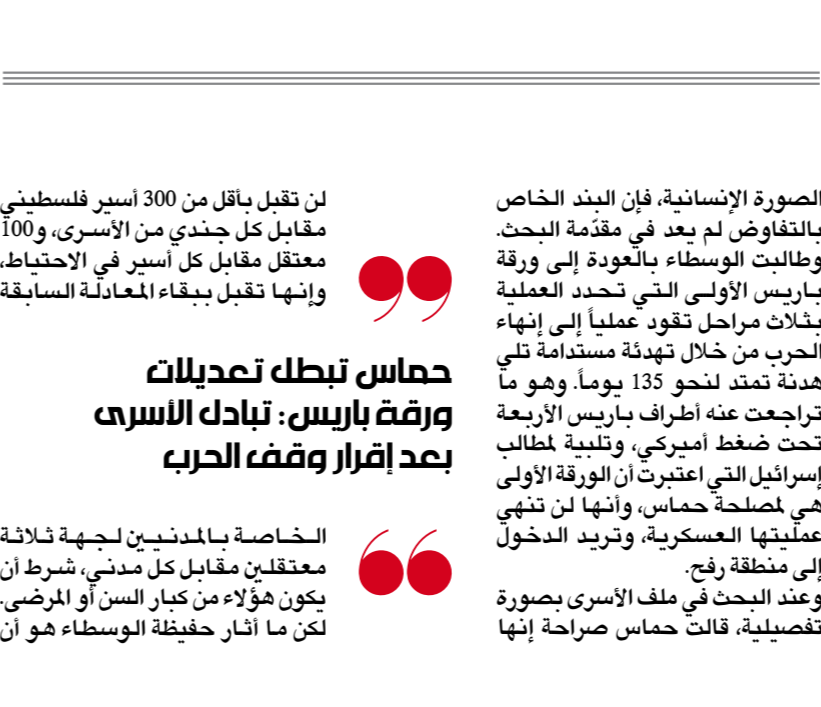 الصورة الإنسانية، فإن البند الخاص
بالتفاوض لم يعد في مقدّمة البحث.
وطالبت الوسطاء بالعودة إلى ورقة
باريس الأولى التي تحدد العملية
بثلاث مراحل تقود عملياً إلى إنهاء
الحرب من خلال تهدئة مستدامة تلي
هدنة تمتد لنحو 135 يوماً. وهو ما
تراجعت عنه أطراف باريس الأربعة
تحت ضغط أميركي، وتلبية لمطالب
إسرائيل التي اعتبرت أن الورقة الأولى
هي لمصلحة حماس، وأنها لن تنهي
عمليتها العسكرية، وتريد الدخول
إلى منطقة رفح.
وعند البحث في ملف الأسرى بصورة
تفصيلية، قالت حماس صراحة إنها
لن تقبل بأقل من 300 أسير فلسطيني
مقابل كل جندي من الأسرى، و100
معتقل مقابل كل أسير في الاحتياط،
وإنها تقبل ببقاء المعادلة السابقة
حماس تبطل تعديلات
ورقة باريس: تبادل الأسرى
بعد إقرار وقف الحرب
الخاصة بالمدنيين لجهة ثلاثة
معتقلين مقابل كل مدني، شرط أن
يكون هؤلاء من كبار السن أو المرضى.
لكن ما أثار حفيظة الوسطاء هو أن